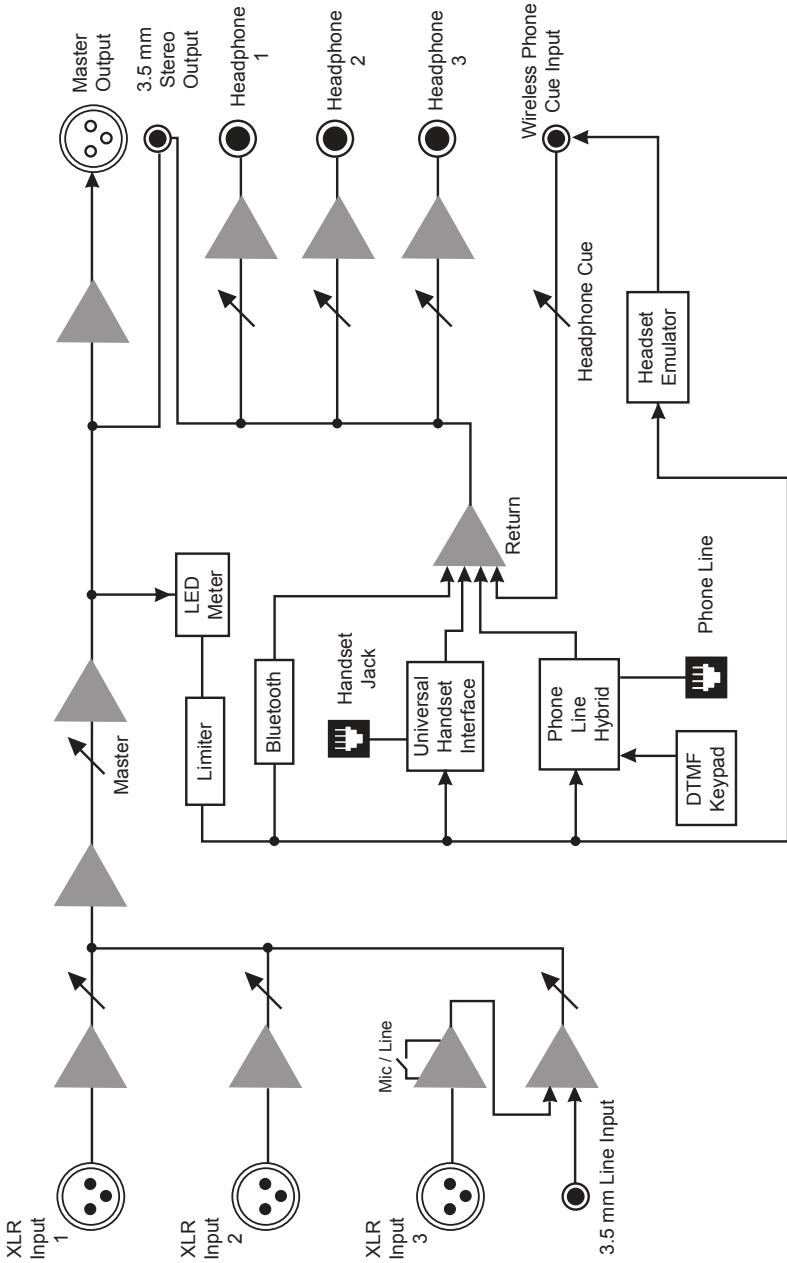 XLR
Input
1
XLR
Input
2
XLR
Input
3
3.5 mm Line Input
Mic / Line
Master
Limiter
LED
Meter
Bluetooth
Handset
Jack
Universal
Handset
Interface
Phone
Line
Hybrid
DTMF
Keypad
Phone Line
Return
Headphone Cue
Headset
Emulator
Master
Output
3.5 mm
Stereo
Output
Headphone
1
Headphone
2
Headphone
3
Wireless Phone
Cue Input